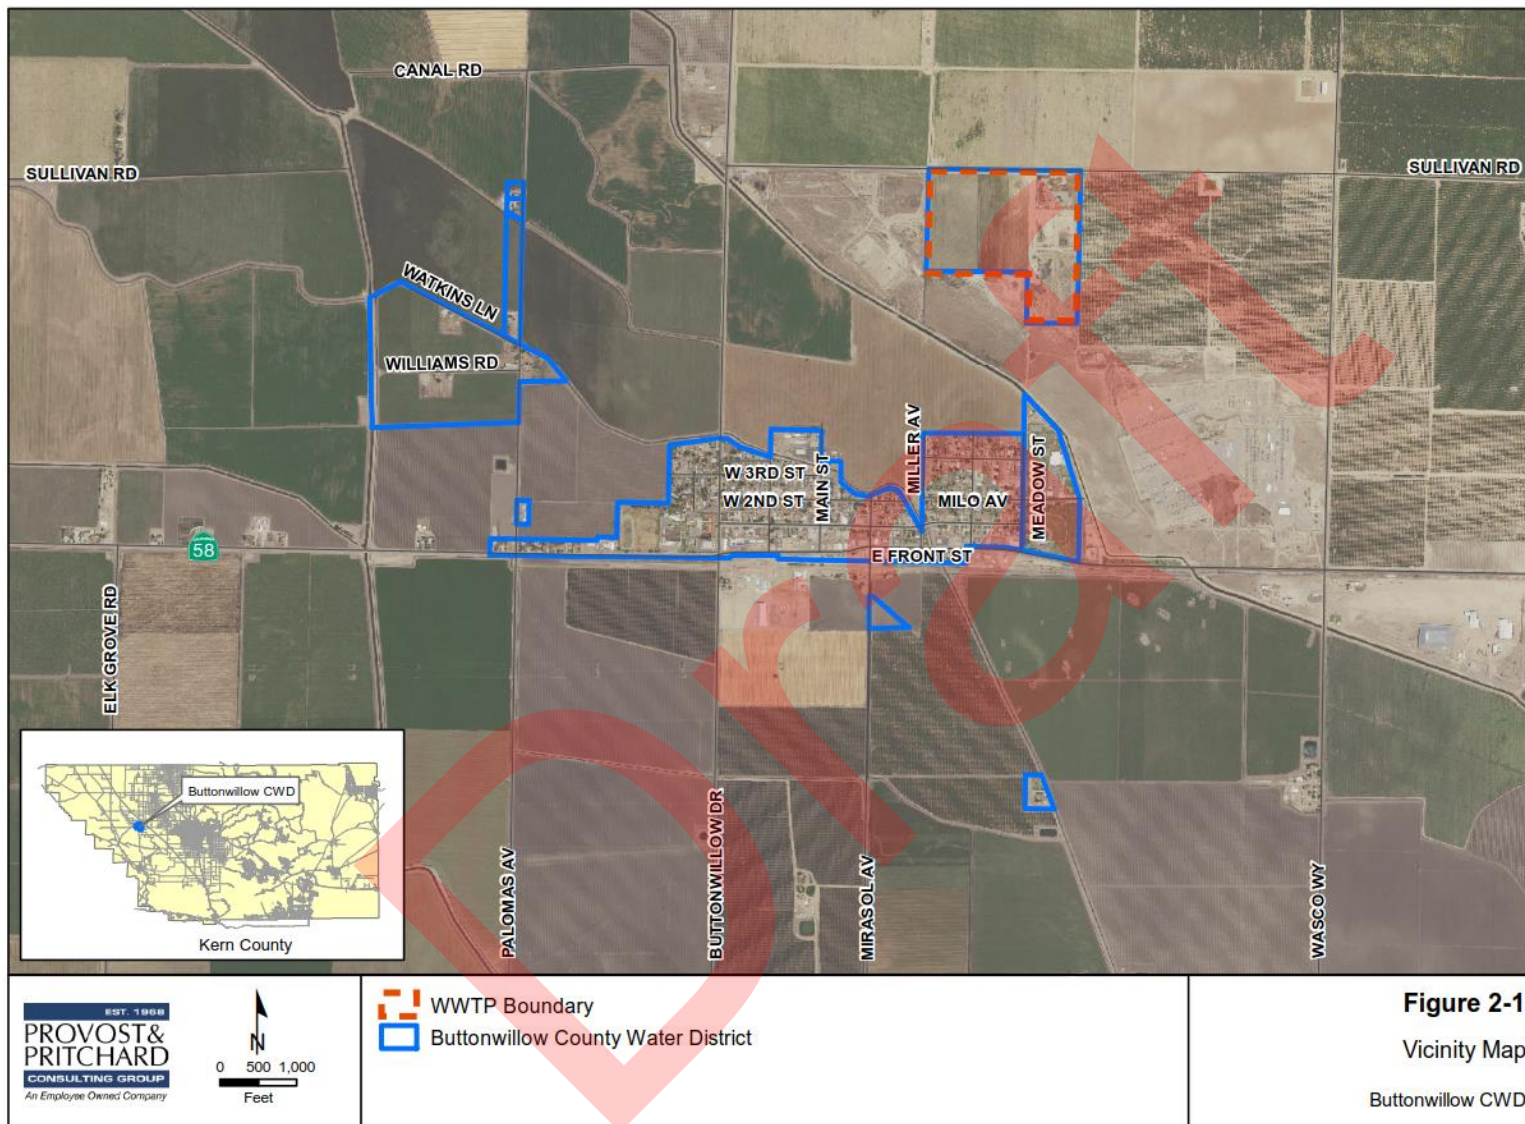 CANAL RD
SULLIVAN RD
SULLIVAN RD
WATKINS LN
WILLIAMS RD
W 3RD ST
W 2ND ST
MAIN ST
MILLER AV
MILO AV
MEADOW ST
E FRONT ST
58
ELK GROVE RD
PALOMAS AV
BUTTONWILLOW DR
MIRASOL AV
WASCO WY
Draft
Buttonwillow CWD
Kern County
EST. 1968
PROVOST&
PRITCHARD
CONSULTING GROUP
An Employee Owned Company
N
0 500 1,000
Feet
WWTP Boundary
Buttonwillow County Water District
Figure 2-1
Vicinity Map
Buttonwillow CWD